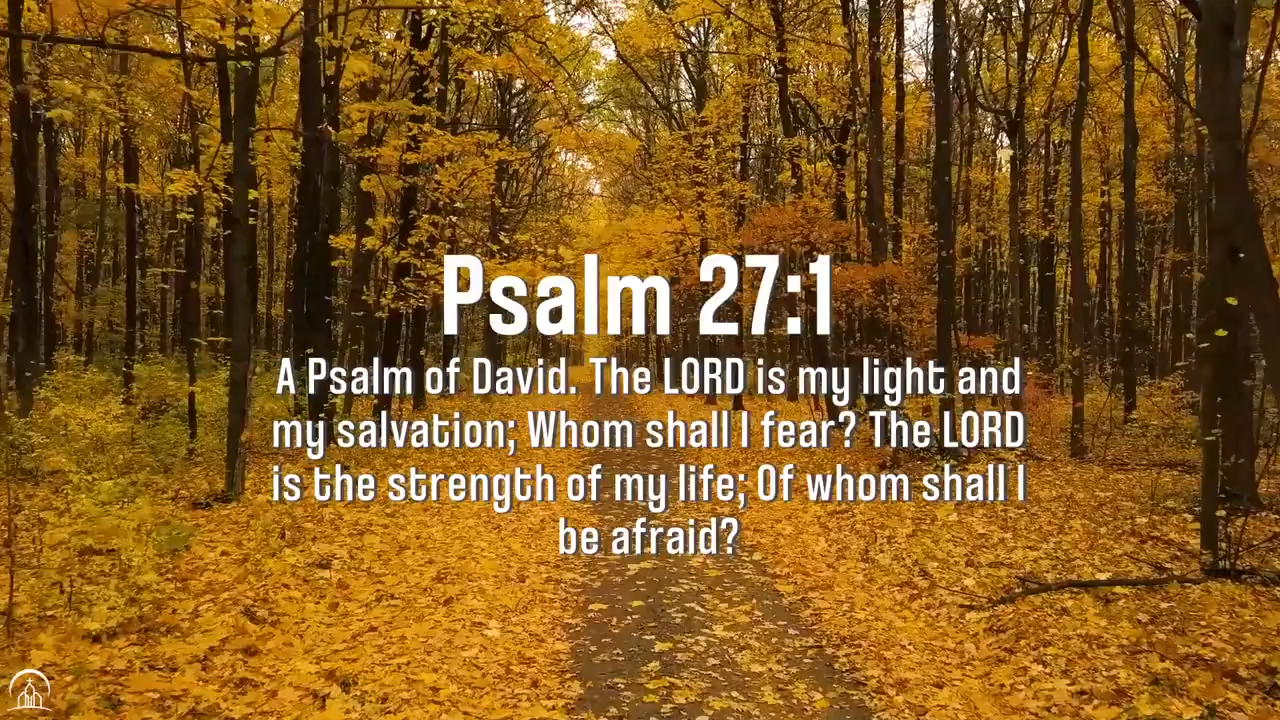 Psalm 27:1
A Psalm of David. The LORD is my light and
my salvation; Whom shall I fear? The LORD
is the strength of my life; Of whom shall I
be afraid?